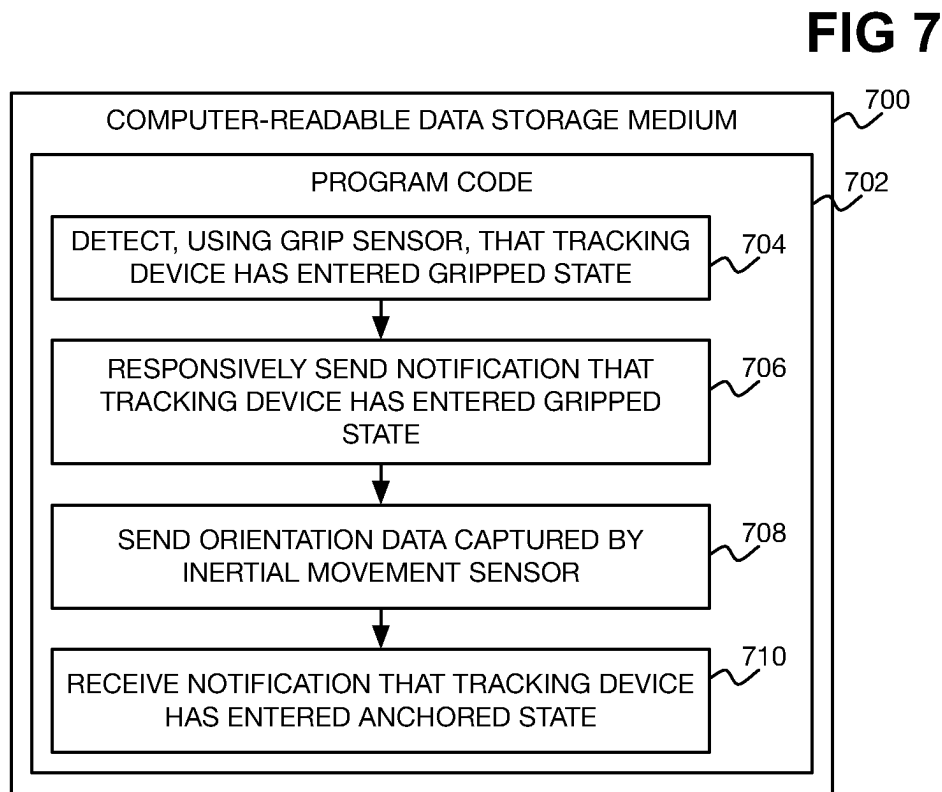 FIG 7
COMPUTER-READABLE DATA STORAGE MEDIUM
700
PROGRAM CODE
702
DETECT, USING GRIP SENSOR, THAT TRACKING
DEVICE HAS ENTERED GRIPPED STATE
704
RESPONSIVELY SEND NOTIFICATION THAT
TRACKING DEVICE HAS ENTERED GRIPPED
STATE
706
SEND ORIENTATION DATA CAPTURED BY
INERTIAL MOVEMENT SENSOR
708
RECEIVE NOTIFICATION THAT TRACKING DEVICE
HAS ENTERED ANCHORED STATE
710